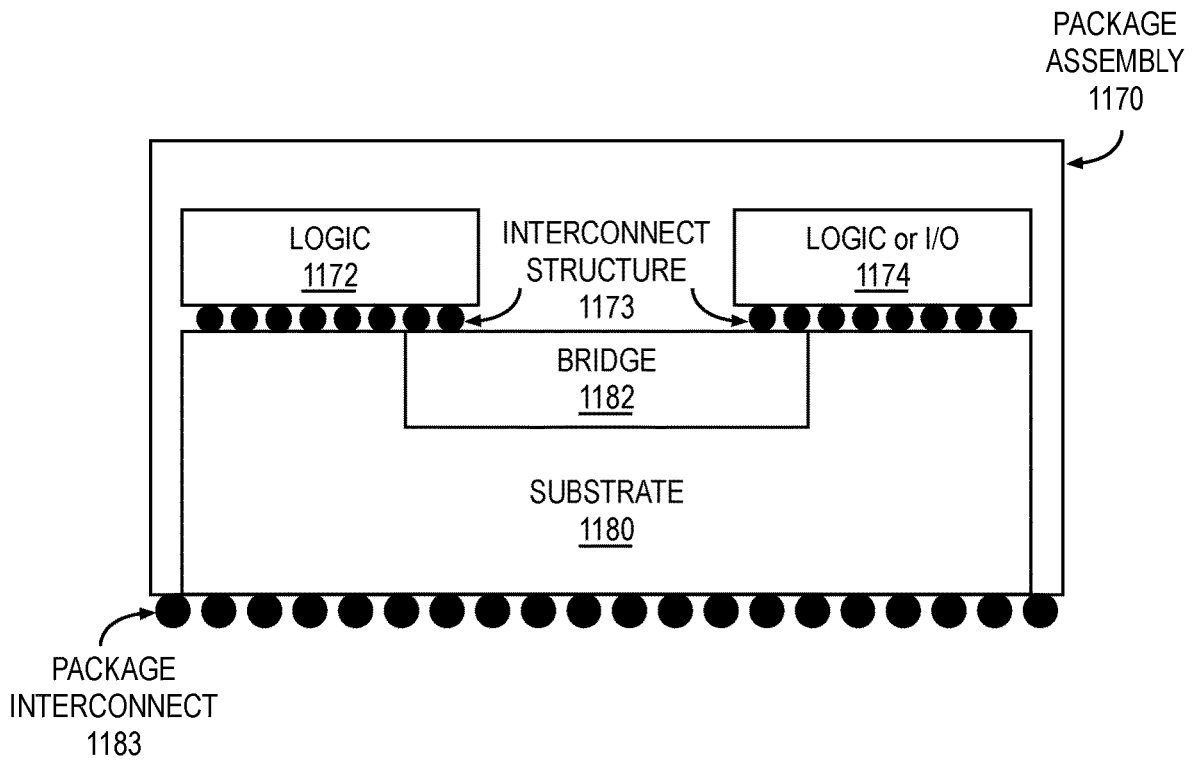 PACKAGE
ASSEMBLY
1170
LOGIC
1172
INTERCONNECT
STRUCTURE
1173
LOGIC or I/O
1174
BRIDGE
1182
SUBSTRATE
1180
PACKAGE
INTERCONNECT
1183